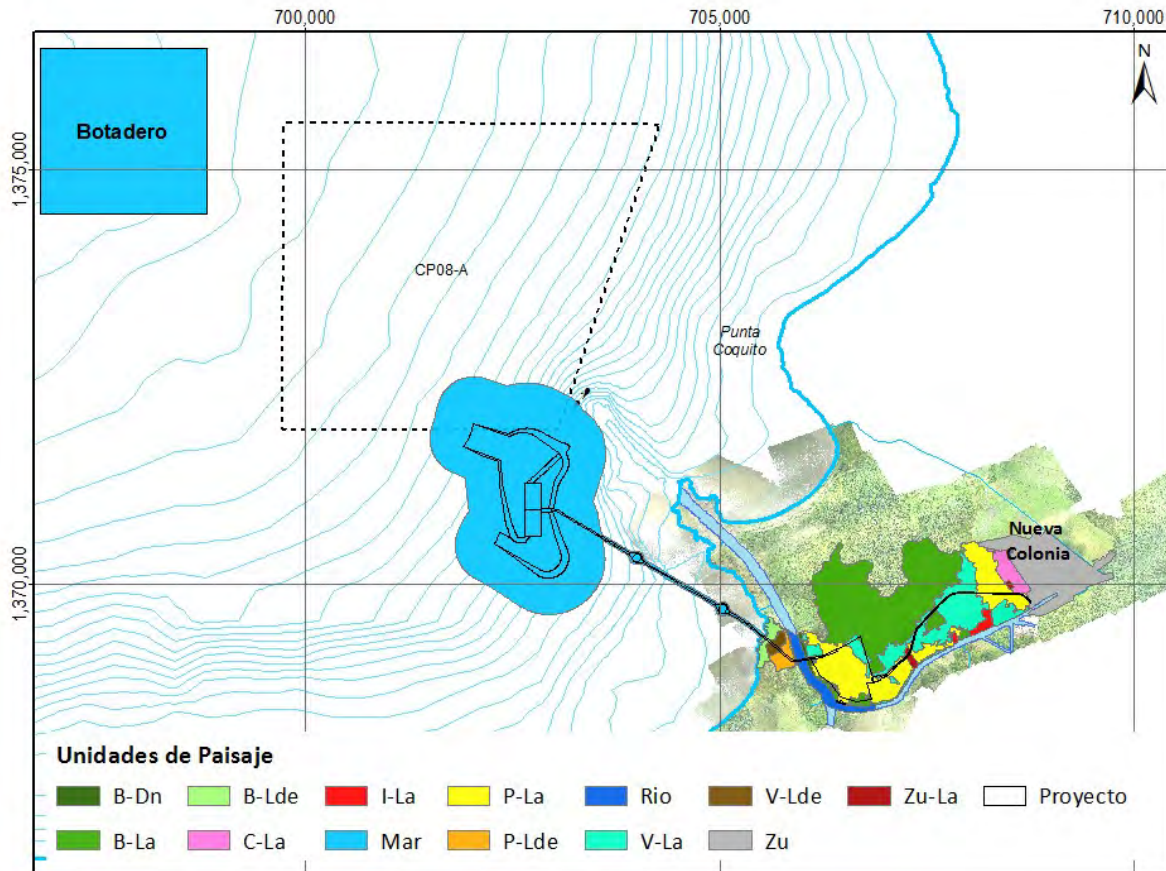 700,000
705,000
710,000
N
Botadero
1,375,000
CP08-A
Punta
Coquito
Nueva
Colonia
1,370,000
Unidades de Paisaje
B-Dn
B-Lde
I-La
P-La
Rio
V-Lde
Zu-La
Proyecto
B-La
C-La
Mar
P-Lde
V-La
Zu